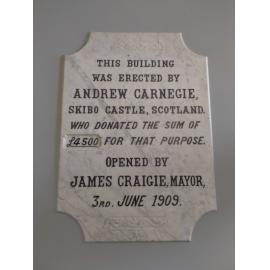 THIS BUILDING
WAS ERECTED BY
ANDREW CARNEGIE,
SKIBO CASTLE, SCOTLAND.
WHO DONATED THE SUM OF
£4500 FOR THAT PURPOSE.
OPENED BY
JAMES CRAIGIE, MAYOR,
3RD. JUNE 1909.